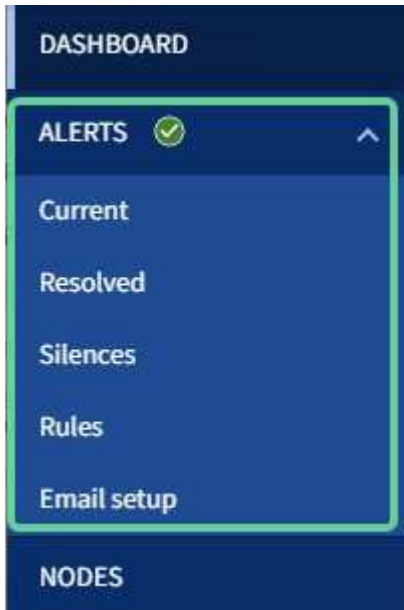 DASHBOARD
ALERTS
Current
Resolved
Silences
Rules
Email setup
NODES